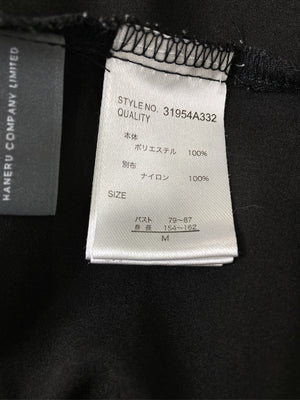 HANERU COMPANY LIMITED
STYLE NO. 31954A332
QUALITY
本体
ポリエステル 100%
別布
ナイロン 100%
SIZE
バスト 79~87
身長 154~162
M